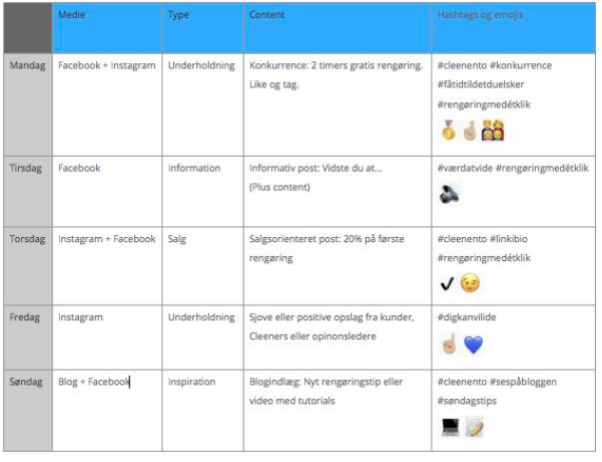 Medie Type Content Hashtags og emojis
Mandag Facebook + Instagram Underholdning Konkurrence: 2 timers gratis rengøring. #cleenento #konkurrence
Like og tag. #fåtidtildetduelsker
#rengøringmedétklik
Tirsdag Facebook Information Informativ post: Vidste du at... #værdatvide #rengøringmedétklik
(Plus content)
Torsdag Instagram + Facebook Salg Salgsorienteret post: 20% på første #cleenento #linkibio
rengøring #rengøringmedétklik
Fredag Instagram Underholdning Sjove eller positive opslag fra kunder, #digkanvilide
Cleeners eller opinonsledere
Søndag Blog + Facebook Inspiration Blogindlæg: Nyt rengøringstip eller #cleenento #sespåbloggen
video med tutorials #søndagstips